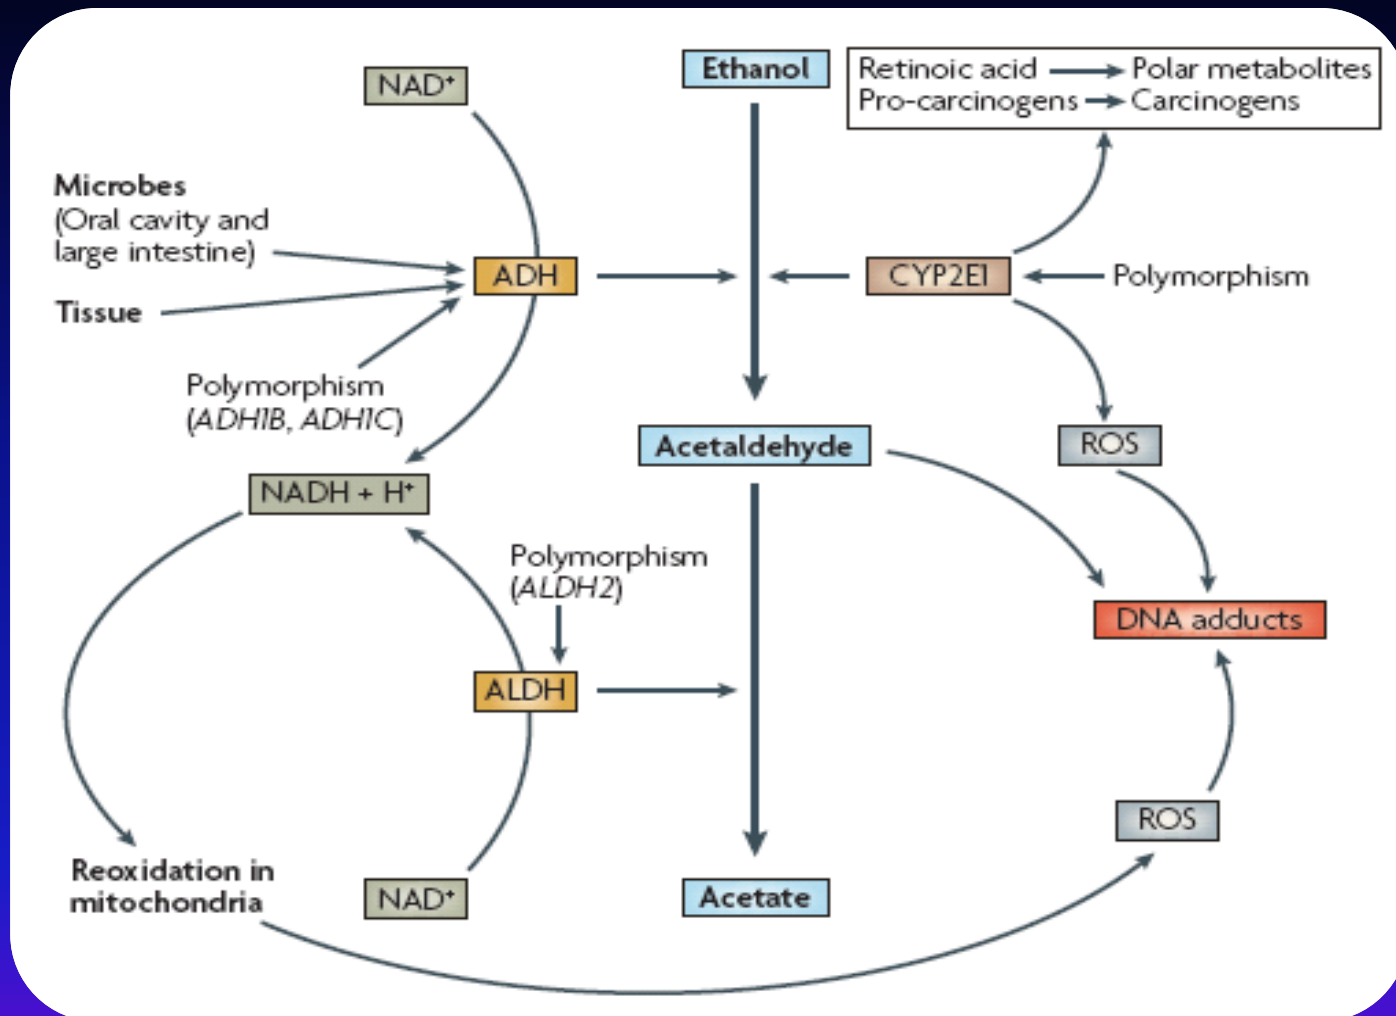 NAD⁺
Ethanol
Retinoic acid → Polar metabolites
Pro-carcinogens → Carcinogens
Microbes
(Oral cavity and
large intestine)
ADH
CYP2E1
Polymorphism
Tissue
Polymorphism
(ADH1B, ADH1C)
Acetaldehyde
ROS
NADH + H⁺
Polymorphism
(ALDH2)
DNA adducts
ALDH
ROS
Reoxidation in
mitochondria
NAD⁺
Acetate